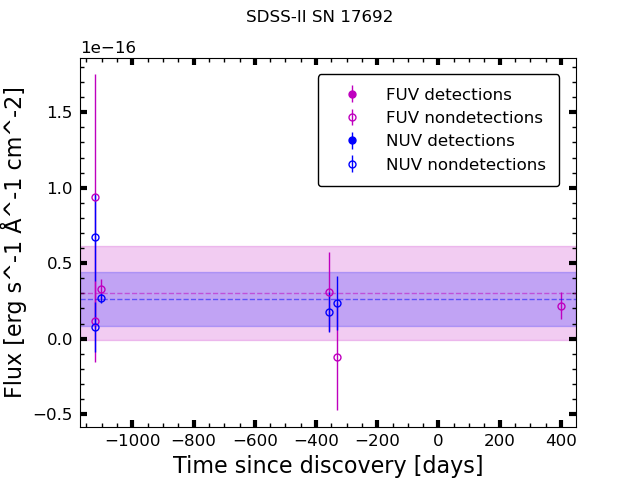 SDSS-II SN 17692
1e−16
FUV detections
FUV nondetections
NUV detections
NUV nondetections
1.5
1.0
0.5
0.0
−0.5
Flux [erg s^-1 Å^-1 cm^-2]
−1000 −800 −600 −400 −200 0 200 400
Time since discovery [days]